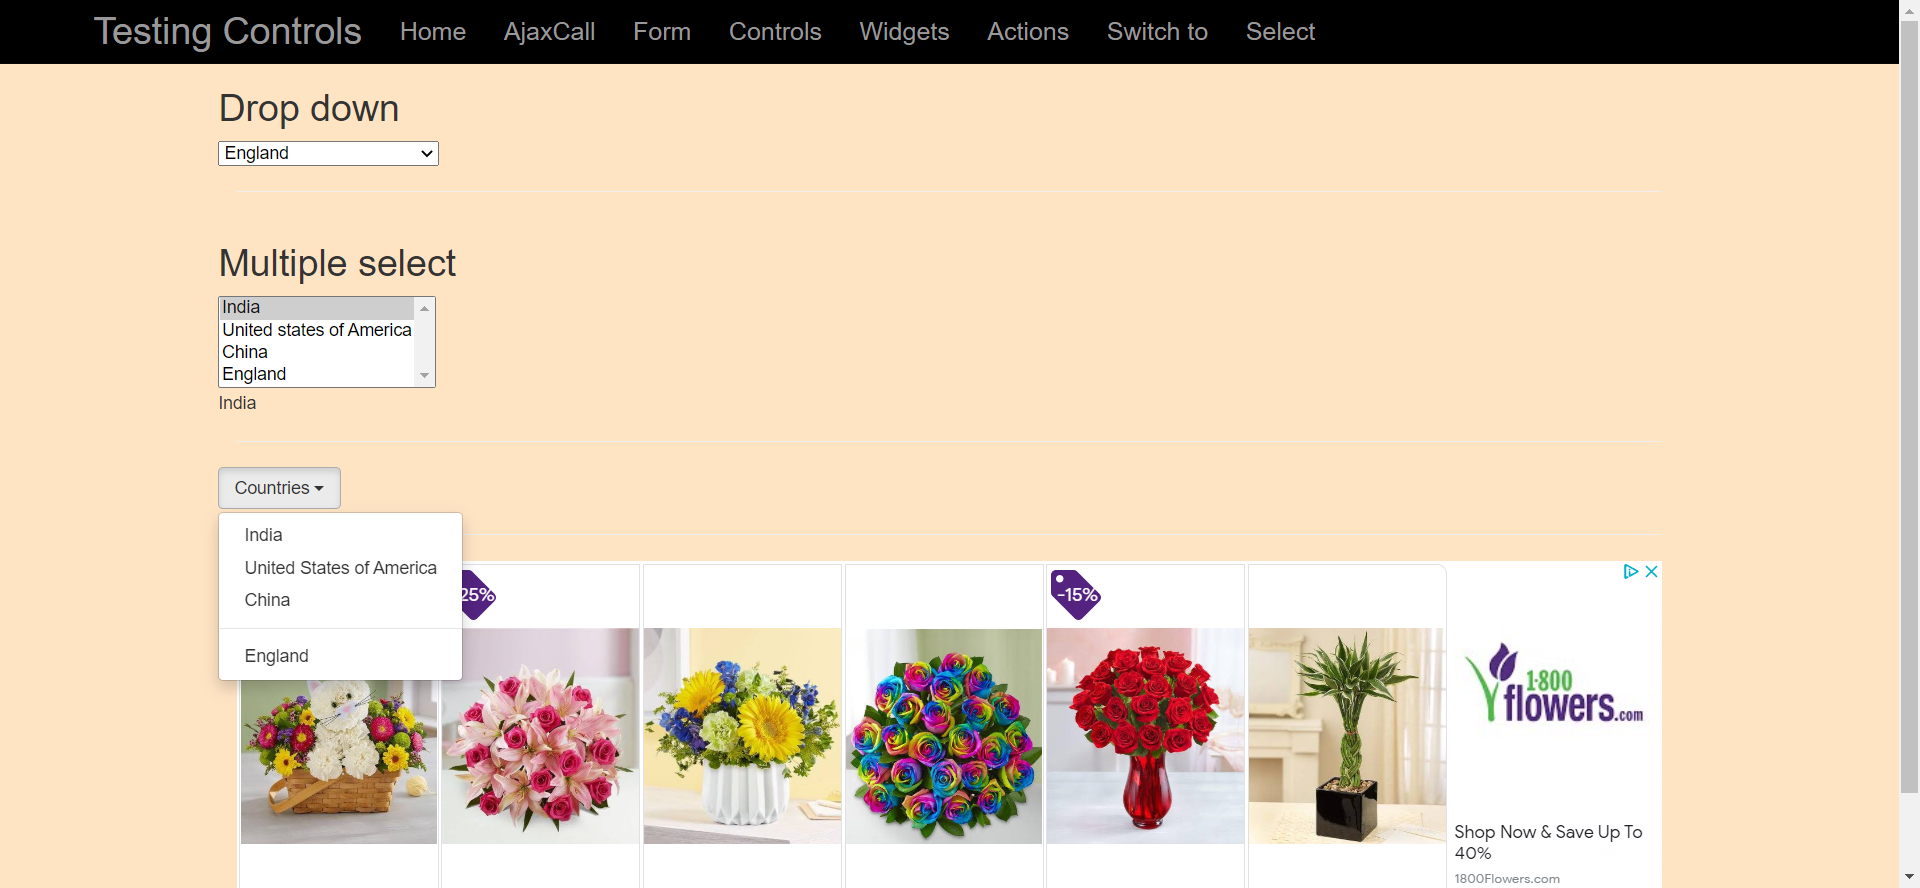 Testing Controls Home AjaxCall Form Controls Widgets Actions Switch to Select
Drop down
England
Multiple select
India
United states of America
China
England
India
Countries
India
United States of America
China
England
25%
-15%
1·800
flowers.com
Shop Now & Save Up To
40%
1800Flowers.com